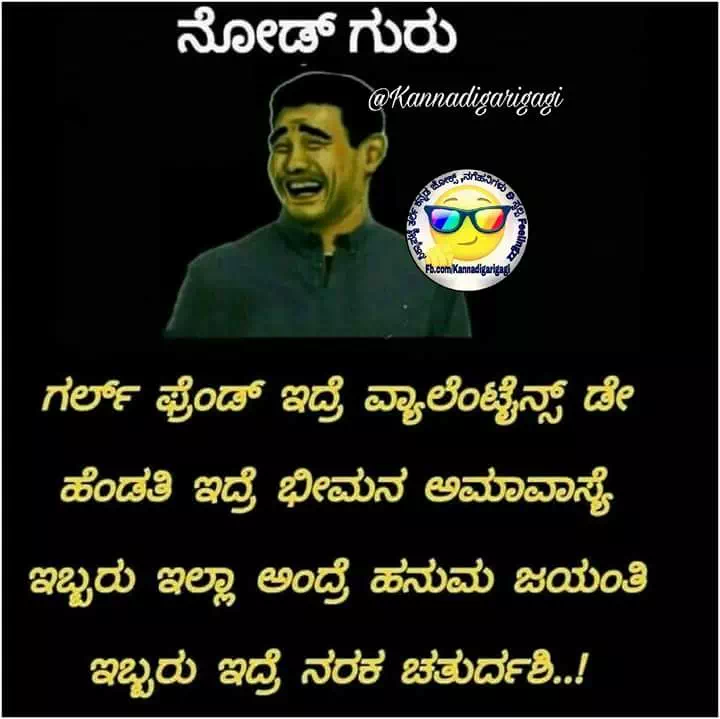 ನೋಡ್ ಗುರು
@Kannadigarigagi
Fb.com/Kannadigarigagi
ಗರ್ಲ್ ಫ್ರೆಂಡ್ ಇದ್ರೆ ವ್ಯಾಲೆಂಟೈನ್ಸ್ ಡೇ
ಹೆಂಡತಿ ಇದ್ರೆ ಭೀಮನ ಅಮಾವಾಸ್ಯೆ
ಇಬ್ಬರು ಇಲ್ಲಾ ಅಂದ್ರೆ ಹನುಮ ಜಯಂತಿ
ಇಬ್ಬರು ಇದ್ರೆ ನರಕ ಚತುರ್ದಶಿ..!